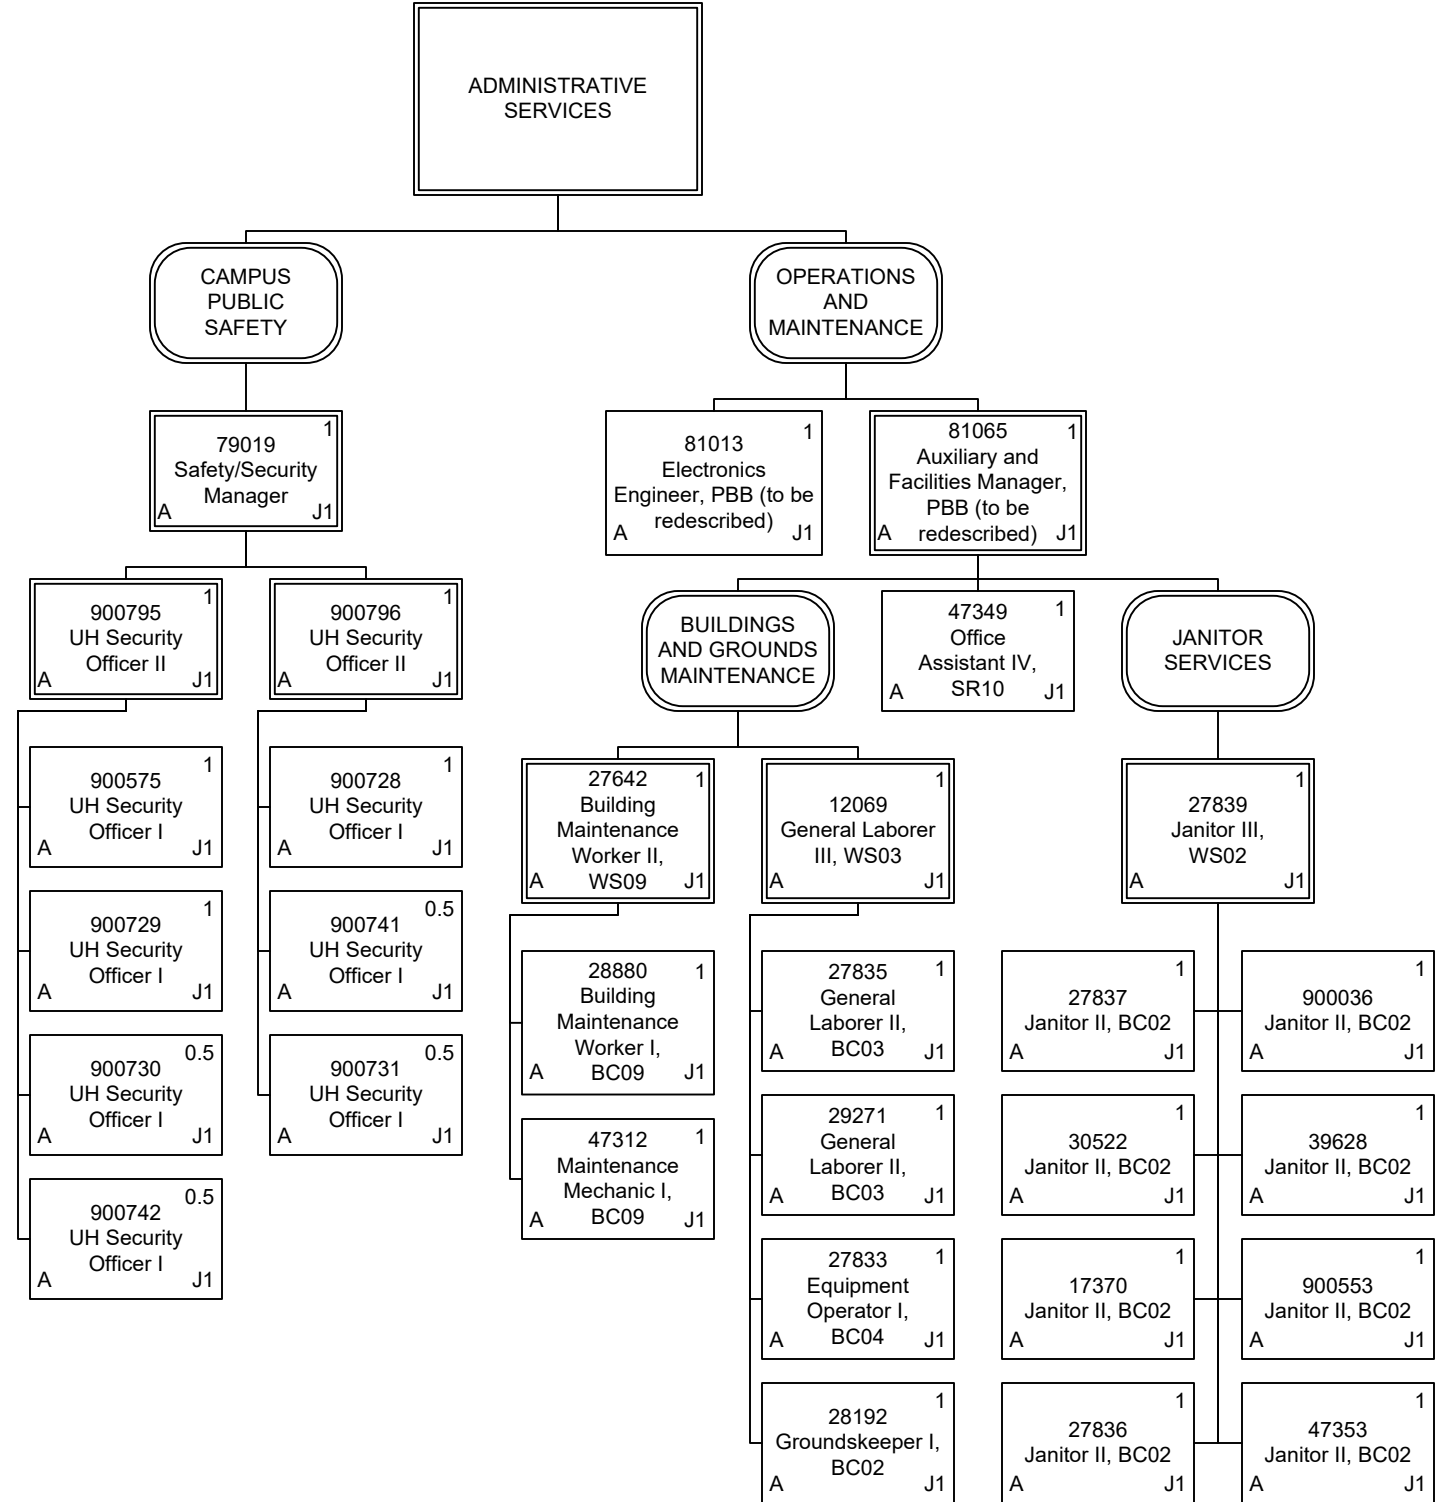 ADMINISTRATIVE
SERVICES
CAMPUS
PUBLIC
SAFETY
OPERATIONS
AND
MAINTENANCE
1
79019
Safety/Security
Manager
A J1
1
81013
Electronics
Engineer, PBB (to be
redescribed)
A J1
1
81065
Auxiliary and
Facilities Manager,
PBB (to be
redescribed)
A J1
1
900795
UH Security
Officer II
A J1
1
900796
UH Security
Officer II
A J1
BUILDINGS
AND GROUNDS
MAINTENANCE
1
47349
Office
Assistant IV,
SR10
A J1
JANITOR
SERVICES
1
900575
UH Security
Officer I
A J1
1
900729
UH Security
Officer I
A J1
0.5
900730
UH Security
Officer I
A J1
0.5
900742
UH Security
Officer I
A J1
1
900728
UH Security
Officer I
A J1
0.5
900741
UH Security
Officer I
A J1
0.5
900731
UH Security
Officer I
A J1
1
27642
Building
Maintenance
Worker II,
WS09
A J1
1
28880
Building
Maintenance
Worker I,
BC09
A J1
1
47312
Maintenance
Mechanic I,
BC09
A J1
1
12069
General Laborer
III, WS03
A J1
1
27835
General
Laborer II,
BC03
A J1
1
29271
General
Laborer II,
BC03
A J1
1
27833
Equipment
Operator I,
BC04
A J1
1
28192
Groundskeeper I,
BC02
A J1
1
27839
Janitor III,
WS02
A J1
1
27837
Janitor II, BC02
A J1
1
900036
Janitor II, BC02
A J1
1
30522
Janitor II, BC02
A J1
1
39628
Janitor II, BC02
A J1
1
17370
Janitor II, BC02
A J1
1
900553
Janitor II, BC02
A J1
1
27836
Janitor II, BC02
A J1
1
47353
Janitor II, BC02
A J1